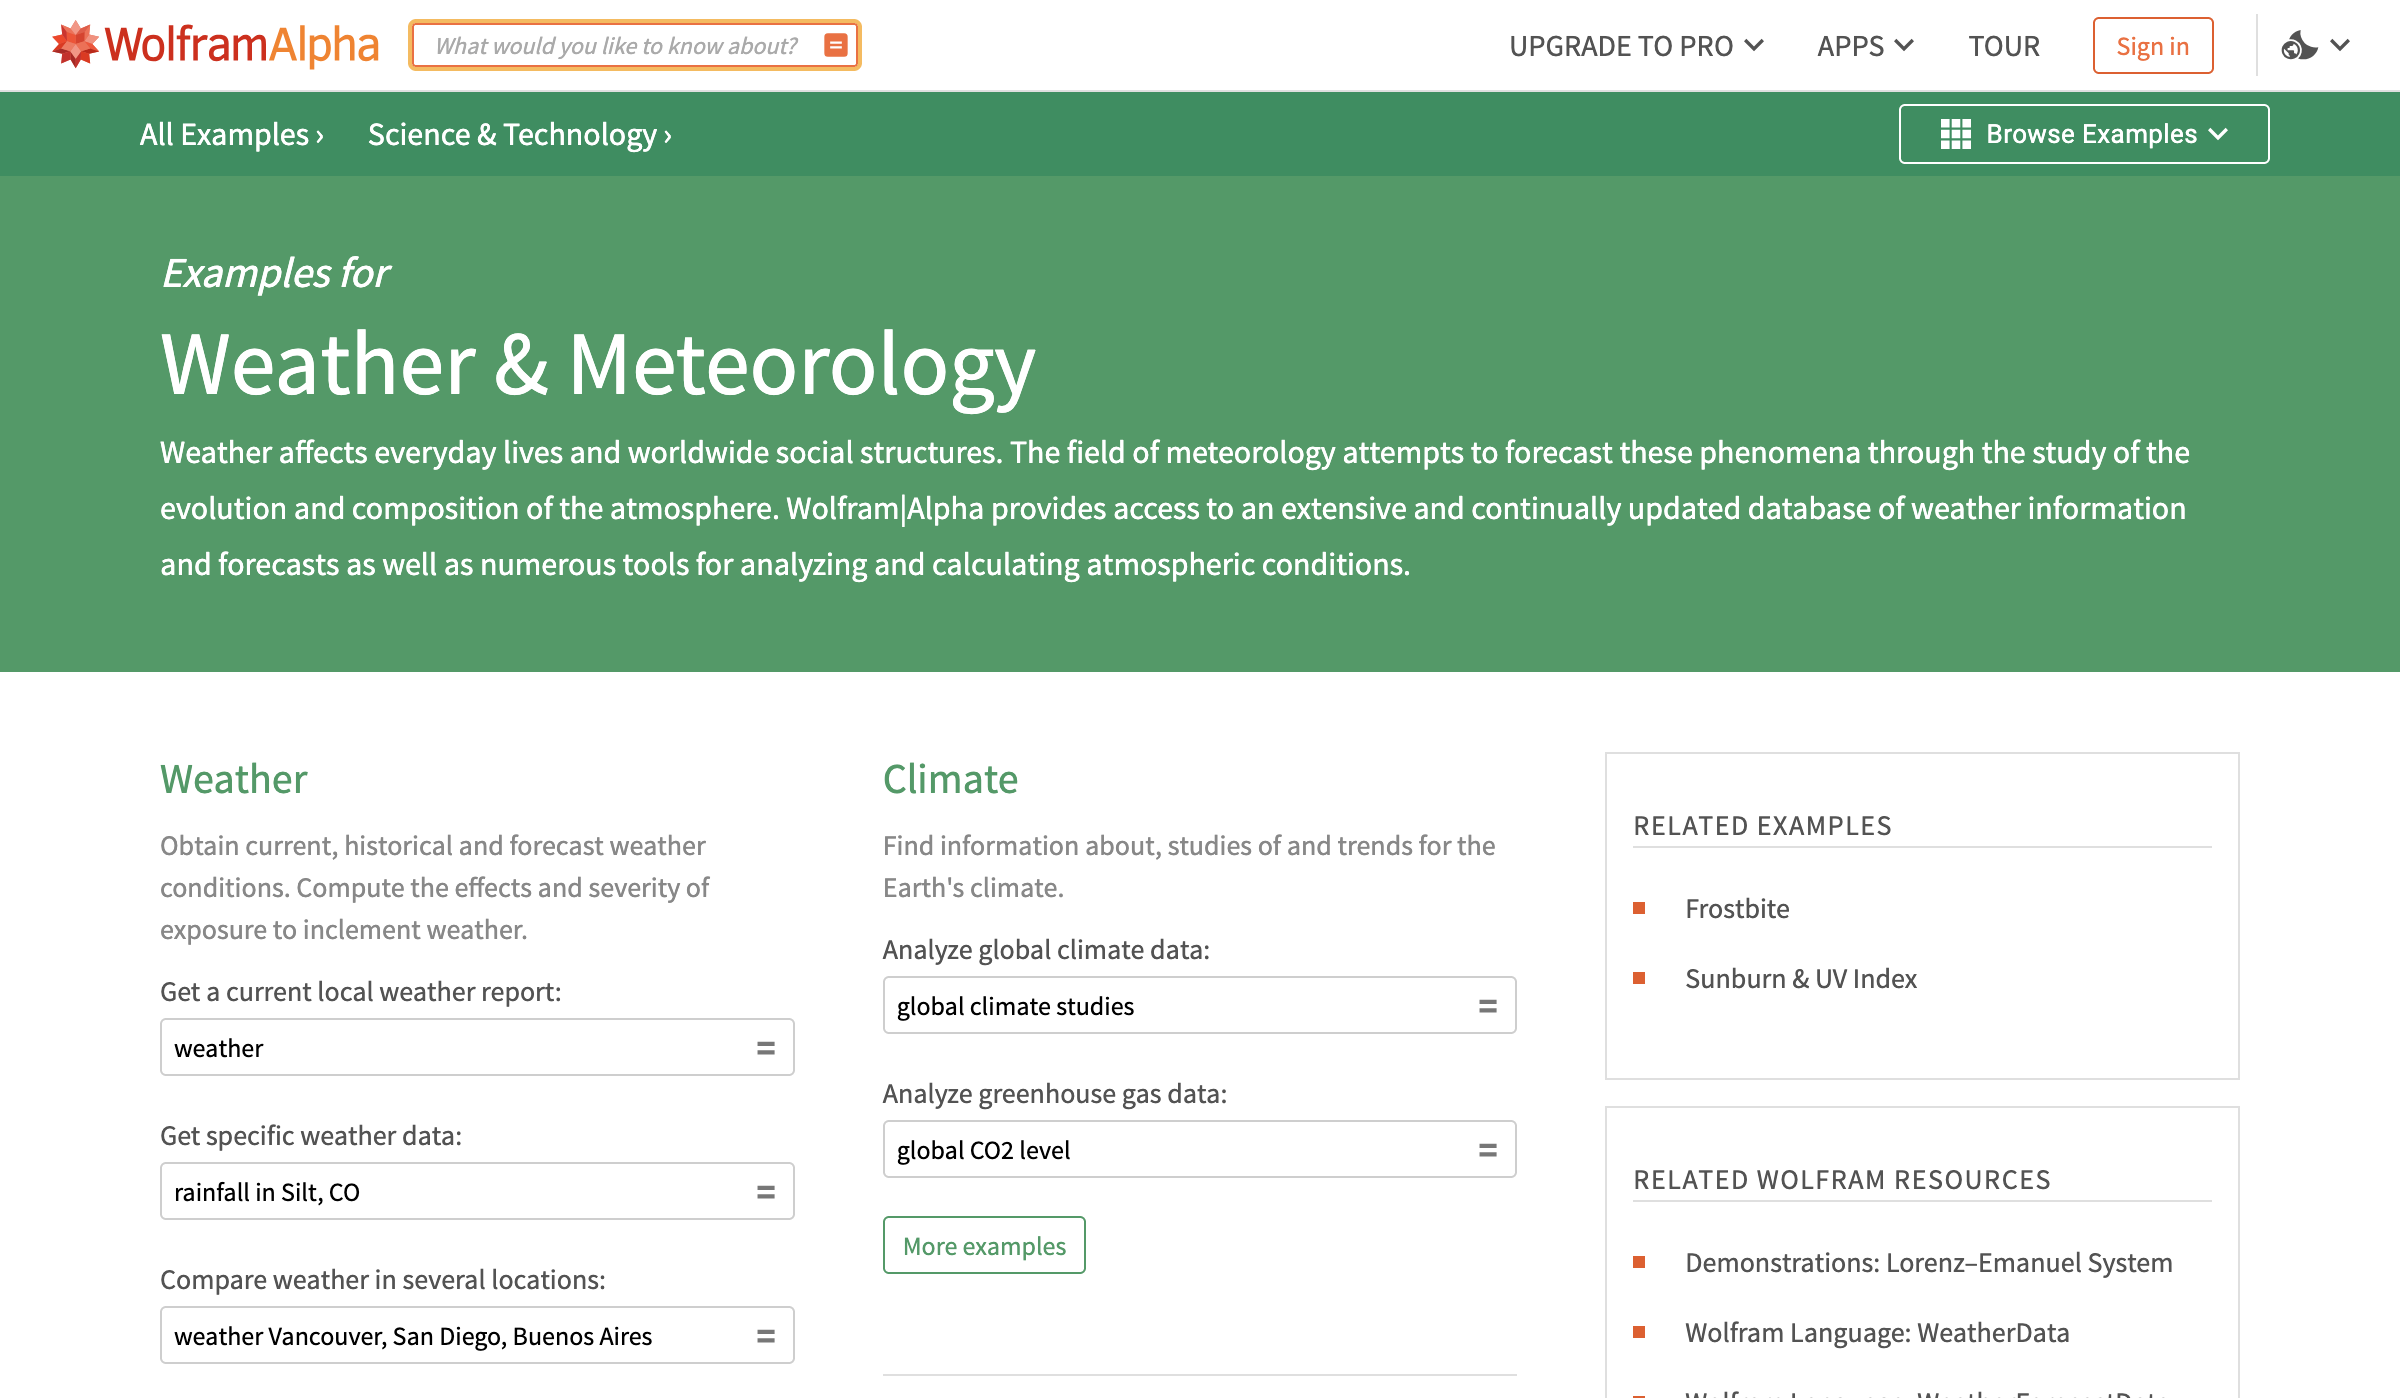 WolframAlpha
What would you like to know about?
UPGRADE TO PRO
APPS
TOUR
Sign in
All Examples ›
Science & Technology ›
Browse Examples
Examples for
Weather & Meteorology
Weather affects everyday lives and worldwide social structures. The field of meteorology attempts to forecast these phenomena through the study of the
evolution and composition of the atmosphere. Wolfram|Alpha provides access to an extensive and continually updated database of weather information
and forecasts as well as numerous tools for analyzing and calculating atmospheric conditions.
Weather
Obtain current, historical and forecast weather
conditions. Compute the effects and severity of
exposure to inclement weather.
Get a current local weather report:
weather
Get specific weather data:
rainfall in Silt, CO
Compare weather in several locations:
weather Vancouver, San Diego, Buenos Aires
Climate
Find information about, studies of and trends for the
Earth's climate.
Analyze global climate data:
global climate studies
Analyze greenhouse gas data:
global CO2 level
More examples
RELATED EXAMPLES
Frostbite
Sunburn & UV Index
RELATED WOLFRAM RESOURCES
Demonstrations: Lorenz–Emanuel System
Wolfram Language: WeatherData